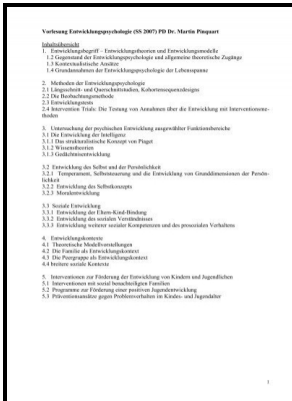 Vorlesung Entwicklungspsychologie (SS 2007) PD Dr. Martin Pinquart
Inhaltsübersicht
1. Entwicklungsbegriff – Entwicklungstheorien und Entwicklungsmodelle
1.2 Gegenstand der Entwicklungspsychologie und allgemeine theoretische Zugänge
1.3 Kontextualistische Ansätze
1.4 Grundannahmen der Entwicklungspsychologie der Lebensspanne
2. Methoden der Entwicklungspsychologie
2.1 Längsschnitt- und Querschnittstudien, Kohortensequenzdesigns
2.2 Die Beobachtungsmethode
2.3 Entwicklungstests
2.4 Intervention Trials: Die Testung von Annahmen über die Entwicklung mit Interventionsme-
thoden
3. Untersuchung der psychischen Entwicklung ausgewählter Funktionsbereiche
3.1 Die Entwicklung der Intelligenz
3.1.1 Das strukturalistische Konzept von Piaget
3.1.2 Wissenstheorien
3.1.3 Gedächtnisentwicklung
3.2 Entwicklung des Selbst und der Persönlichkeit
3.2.1 Temperament, Selbststeuerung und die Entwicklung von Grunddimensionen der Persön-
lichkeit
3.2.2 Entwicklung des Selbstkonzepts
3.2.3 Moralentwicklung
3.3 Soziale Entwicklung
3.3.1 Entwicklung der Eltern-Kind-Bindung
3.3.2 Entwicklung des sozialen Verständnisses
3.3.3 Entwicklung weiterer sozialer Kompetenzen und des prosozialen Verhaltens
4. Entwicklungskontexte
4.1 Theoretische Modellvorstellungen
4.2 Die Familie als Entwicklungskontext
4.3 Die Peergruppe als Entwicklungskontext
4.4 breitere soziale Kontexte
5. Interventionen zur Förderung der Entwicklung von Kindern und Jugendlichen
5.1 Interventionen mit sozial benachteiligten Familien
5.2 Programme zur Förderung einer positiven Jugendentwicklung
5.3 Präventionsansätze gegen Problemverhalten im Kindes- und Jugendalter
1